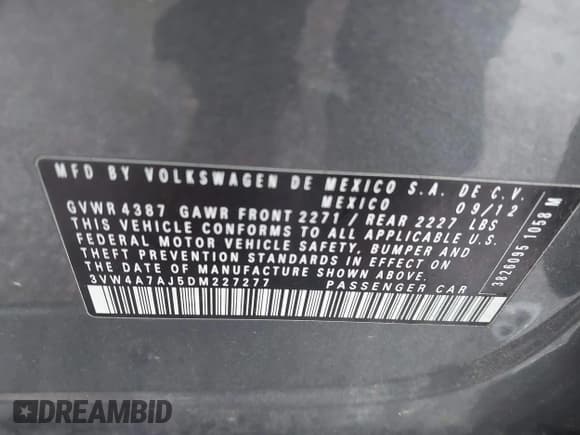 MFD BY VOLKSWAGEN DE MEXICO S.A. DE C.V.
MEXICO 09/12
GVWR 4387 GAWR FRONT 2271 / REAR 2227 LBS
THIS VEHICLE CONFORMS TO ALL APPLICABLE U.S.
FEDERAL MOTOR VEHICLE SAFETY, BUMPER AND
THEFT PREVENTION STANDARDS IN EFFECT ON
THE DATE OF MANUFACTURE SHOWN ABOVE.
3VW4A7AJ5DM227277 PASSENGER CAR
3826095 1058 M
DREAMBID